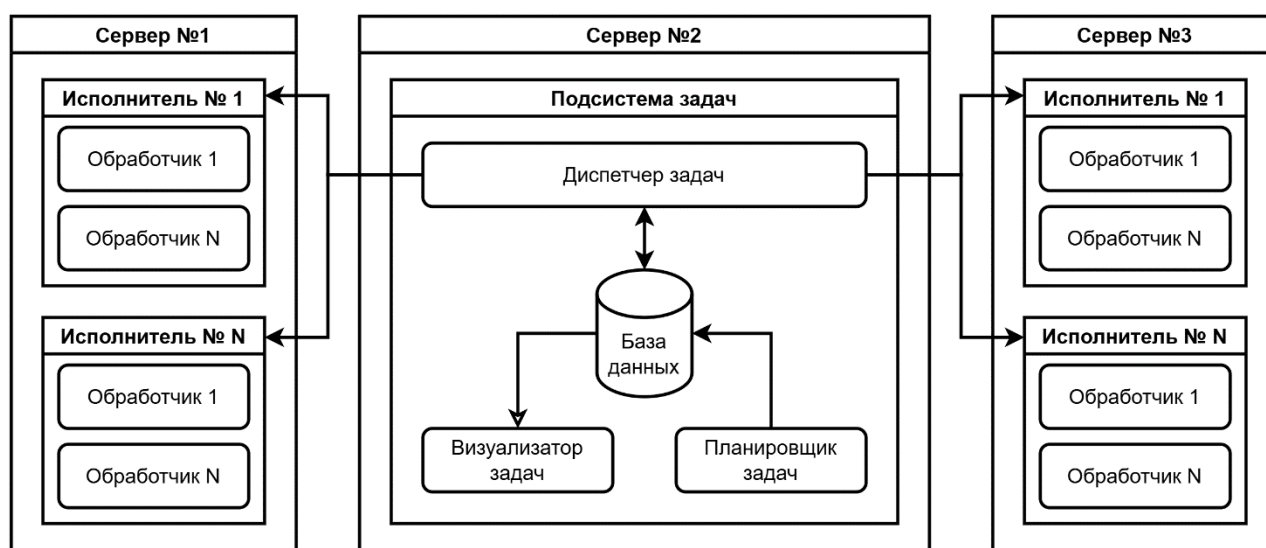 Сервер №1
Исполнитель № 1
Обработчик 1
Обработчик N
Исполнитель № N
Обработчик 1
Обработчик N
Сервер №2
Подсистема задач
Диспетчер задач
База
данных
Визуализатор
задач
Планировщик
задач
Сервер №3
Исполнитель № 1
Обработчик 1
Обработчик N
Исполнитель № N
Обработчик 1
Обработчик N